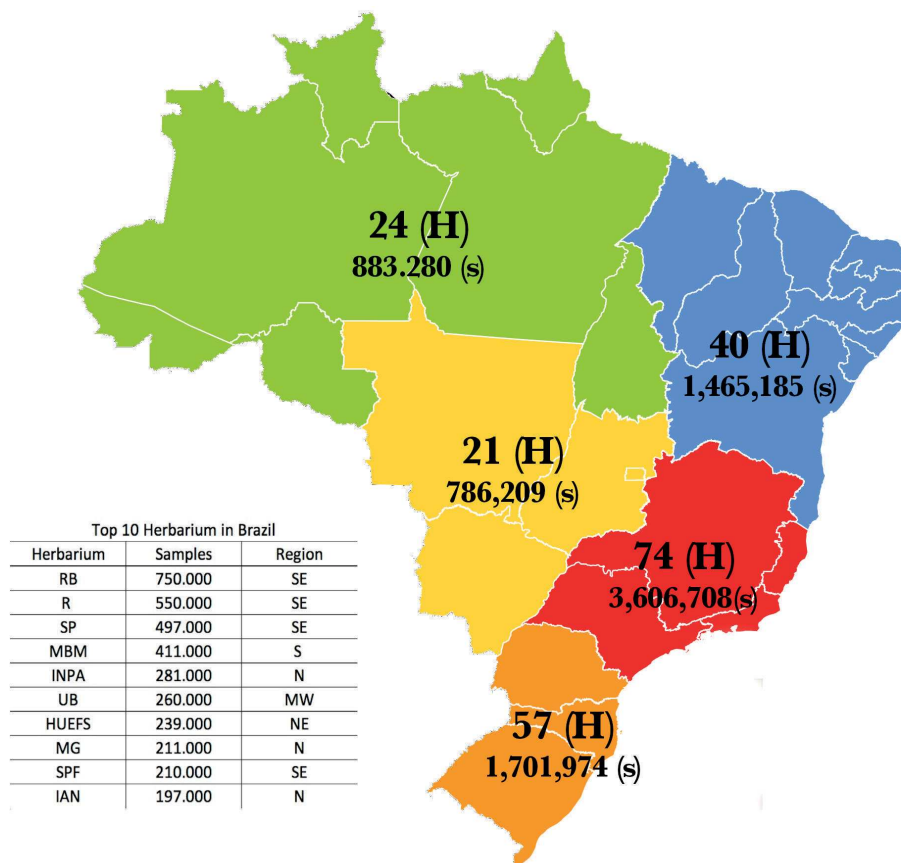 24 (H)
883.280 (s)
40 (H)
1,465,185 (s)
21 (H)
786,209 (s)
74 (H)
3,606,708(s)
57 (H)
1,701,974 (s)
Top 10 Herbarium in Brazil
Herbarium Samples Region
RB 750.000 SE
R 550.000 SE
SP 497.000 SE
MBM 411.000 S
INPA 281.000 N
UB 260.000 MW
HUEFS 239.000 NE
MG 211.000 N
SPF 210.000 SE
IAN 197.000 N